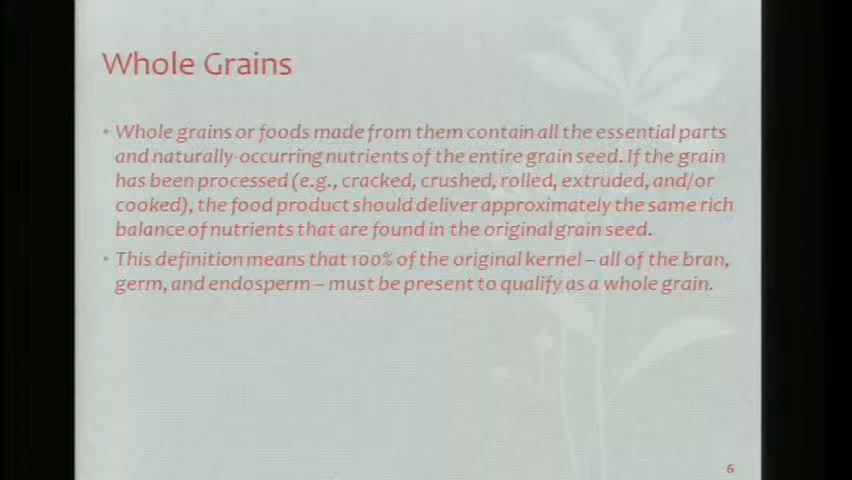 Whole Grains
• Whole grains or foods made from them contain all the essential parts
and naturally-occurring nutrients of the entire grain seed. If the grain
has been processed (e.g., cracked, crushed, rolled, extruded, and/or
cooked), the food product should deliver approximately the same rich
balance of nutrients that are found in the original grain seed.
• This definition means that 100% of the original kernel – all of the bran,
germ, and endosperm – must be present to qualify as a whole grain.
6